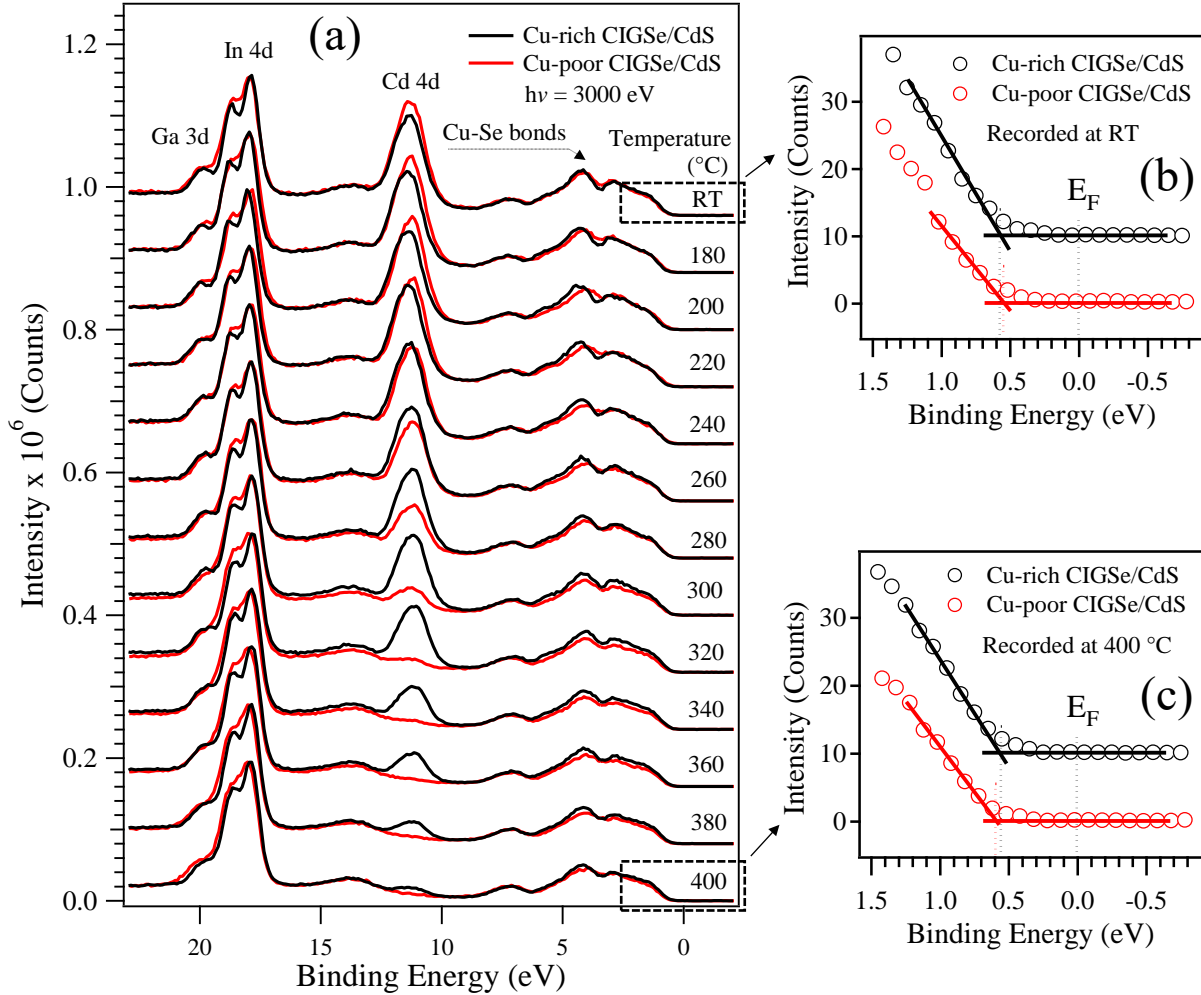 (a)
Cu-rich CIGSe/CdS
Cu-poor CIGSe/CdS
hν = 3000 eV
In 4d
Cd 4d
Ga 3d
Cu-Se bonds
Temperature
(°C)
RT
180
200
220
240
260
280
300
320
340
360
380
400
Intensity x 10⁶ (Counts)
1.2
1.0
0.8
0.6
0.4
0.2
0.0
20
15
10
5
0
Binding Energy (eV)
Cu-rich CIGSe/CdS
Cu-poor CIGSe/CdS
Recorded at RT
(b)
E_F
Intensity (Counts)
30
20
10
0
1.5
1.0
0.5
0.0
-0.5
Binding Energy (eV)
Cu-rich CIGSe/CdS
Cu-poor CIGSe/CdS
Recorded at 400 °C
(c)
E_F
Intensity (Counts)
30
20
10
0
1.5
1.0
0.5
0.0
-0.5
Binding Energy (eV)